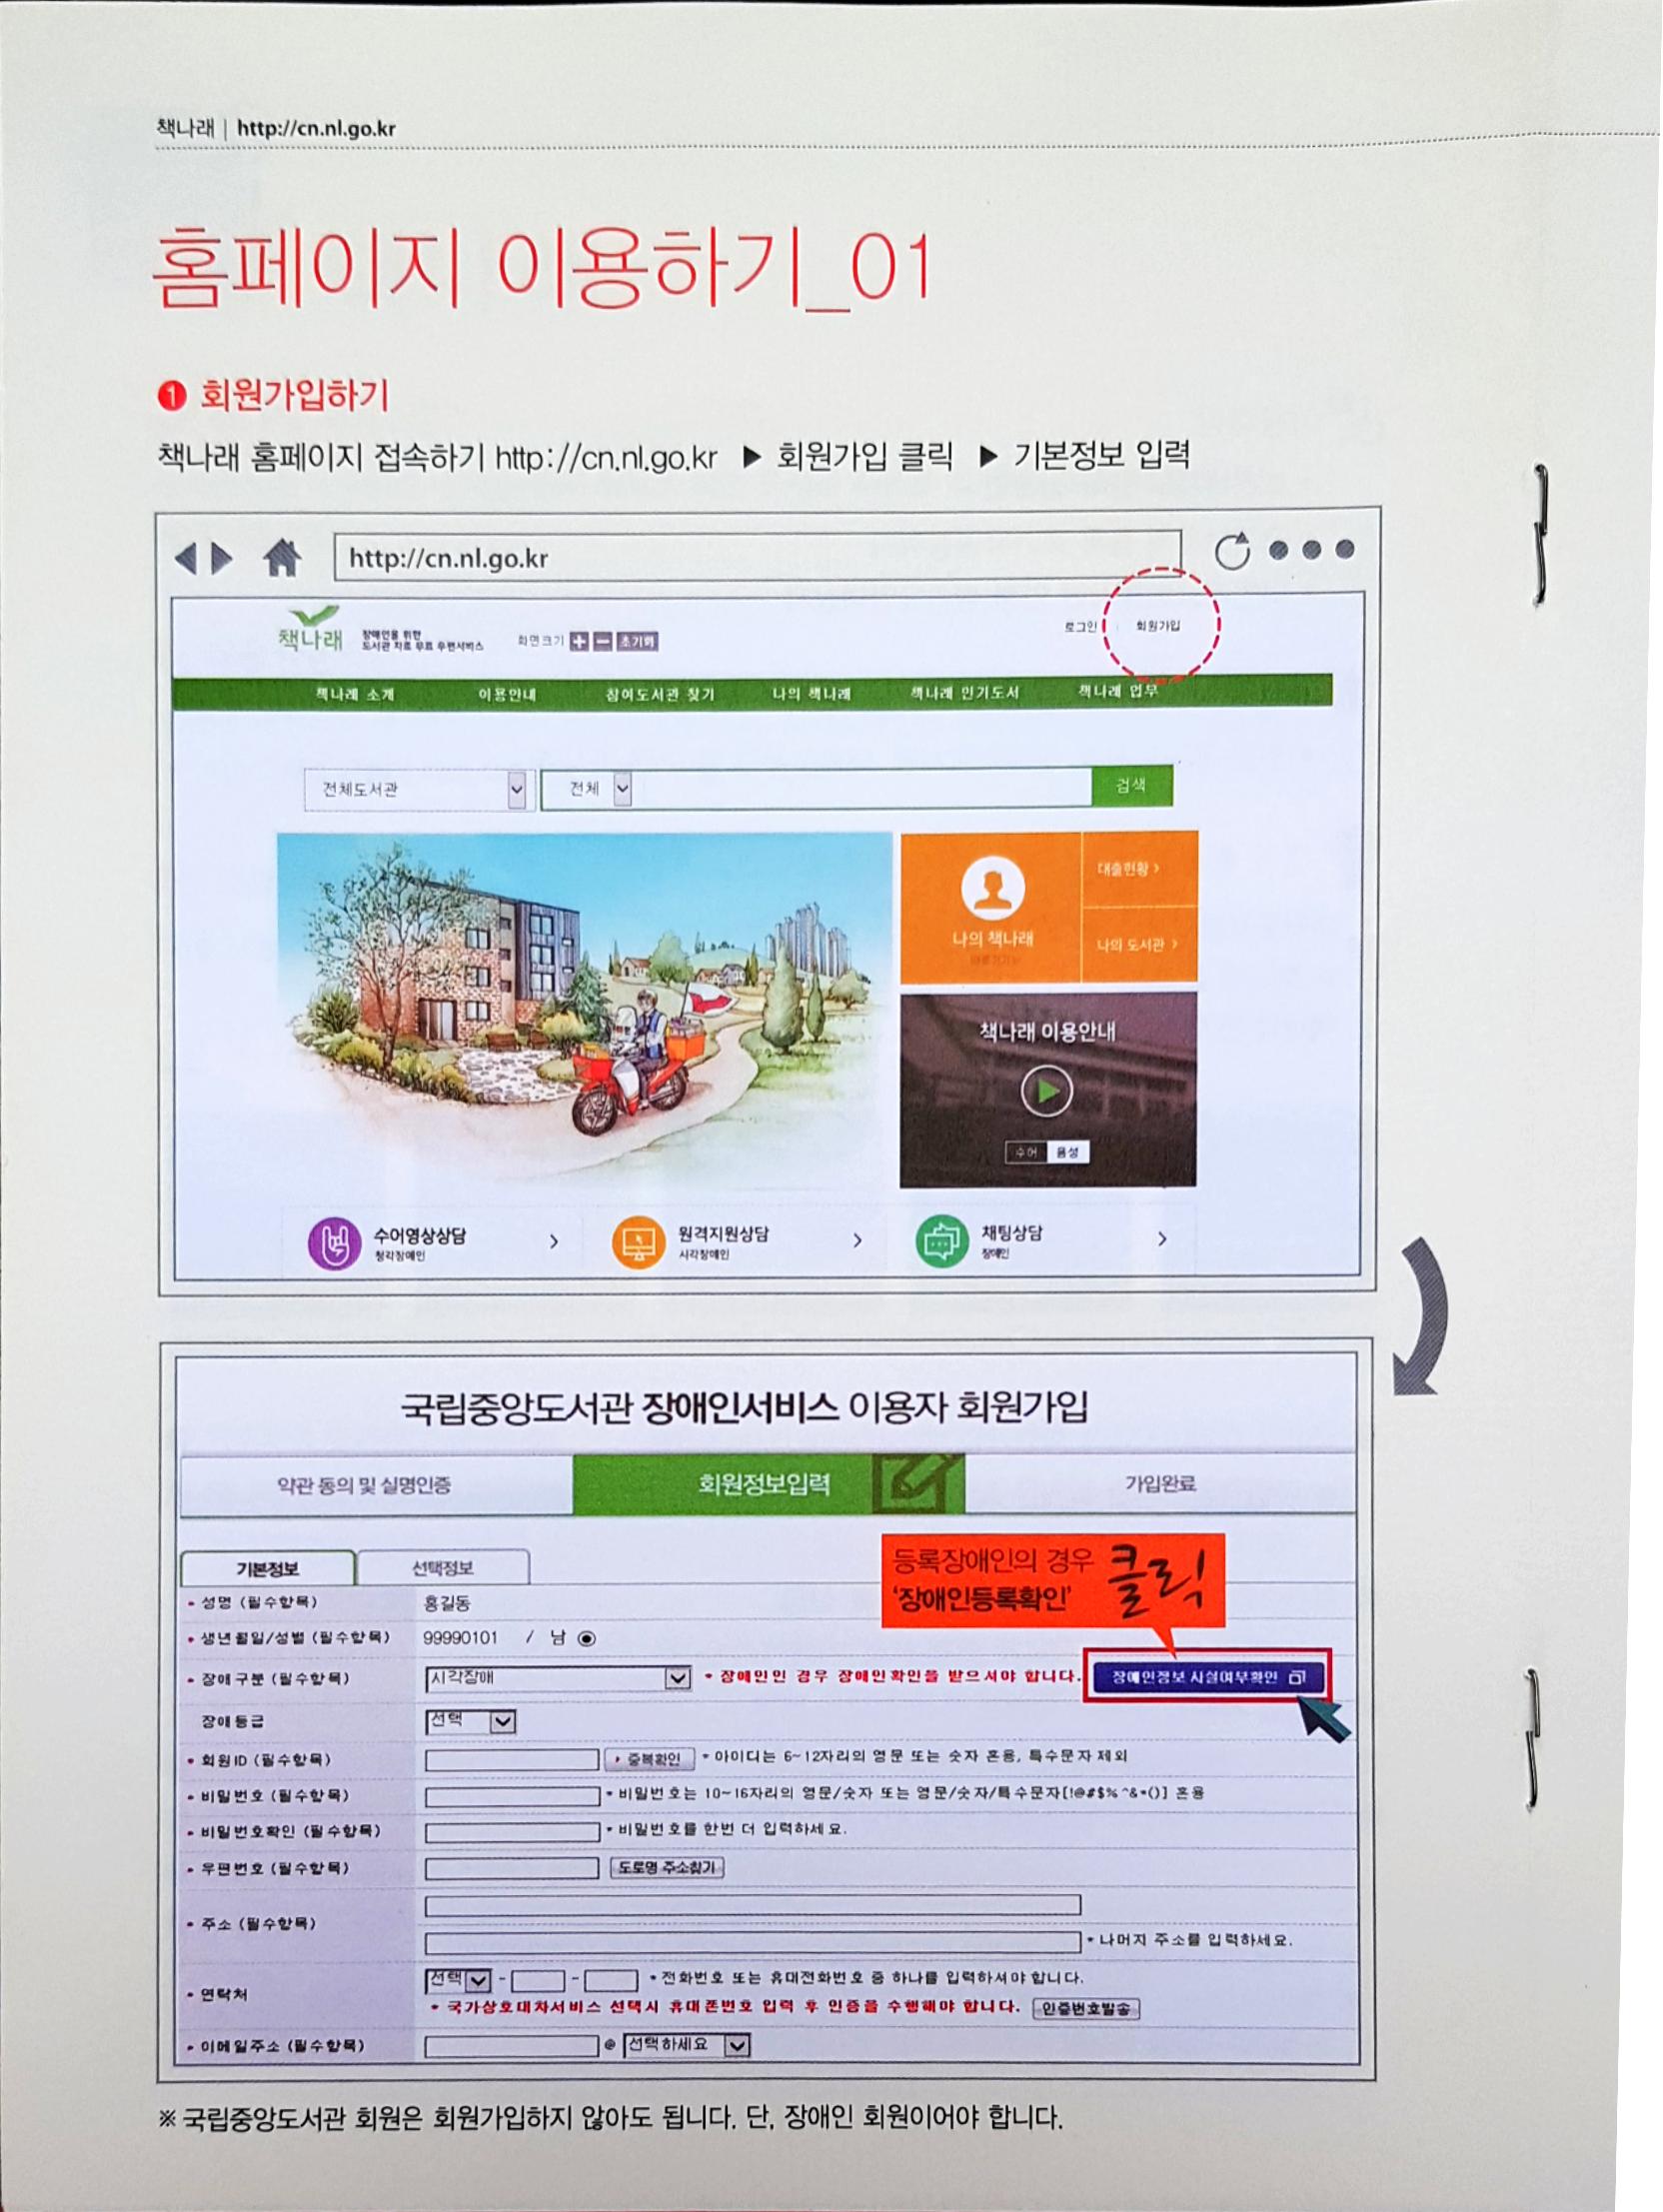 책나래 | http://cn.nl.go.kr
홈페이지 이용하기_01
1 회원가입하기
책나래 홈페이지 접속하기 http://cn.nl.go.kr ▶ 회원가입 클릭 ▶ 기본정보 입력
http://cn.nl.go.kr
책나래 장애인을 위한 도서관 자료 무료 우편서비스 화면크기 + - 초기화 로그인 회원가입
책나래 소개 이용안내 참여도서관 찾기 나의 책나래 책나래 인기도서 책나래 업무
전체도서관 전체 검색
나의 책나래
대출현황 >
나의 도서관 >
책나래 이용안내
수어 음성
수어영상상담 > 원격지원상담 > 채팅상담 >
청각장애인 시각장애인 장애인
국립중앙도서관 장애인서비스 이용자 회원가입
약관 동의 및 실명인증 회원정보입력 가입완료
등록장애인의 경우
'장애인등록확인' 클릭
기본정보 선택정보
• 성명 (필수항목) 홍길동
• 생년월일/성별 (필수항목) 99990101 / 남
• 장애구분 (필수항목) 시각장애 * 장애인인 경우 장애인확인을 받으셔야 합니다. 장애인정보 사실여부확인
장애등급 선택
• 회원ID (필수항목) 중복확인 * 아이디는 6~12자리의 영문 또는 숫자 혼용, 특수문자 제외
• 비밀번호 (필수항목) * 비밀번호는 10~16자리의 영문/숫자 또는 영문/숫자/특수문자[!@#$%^&*()] 혼용
• 비밀번호확인 (필수항목) * 비밀번호를 한번 더 입력하세요.
• 우편번호 (필수항목) 도로명 주소찾기
• 주소 (필수항목)
* 나머지 주소를 입력하세요.
• 연락처 선택 - - * 전화번호 또는 휴대전화번호 중 하나를 입력하셔야 합니다.
* 국가상호대차서비스 선택시 휴대폰번호 입력 후 인증을 수행해야 합니다. 인증번호발송
• 이메일주소 (필수항목) @ 선택하세요
※ 국립중앙도서관 회원은 회원가입하지 않아도 됩니다. 단, 장애인 회원이어야 합니다.